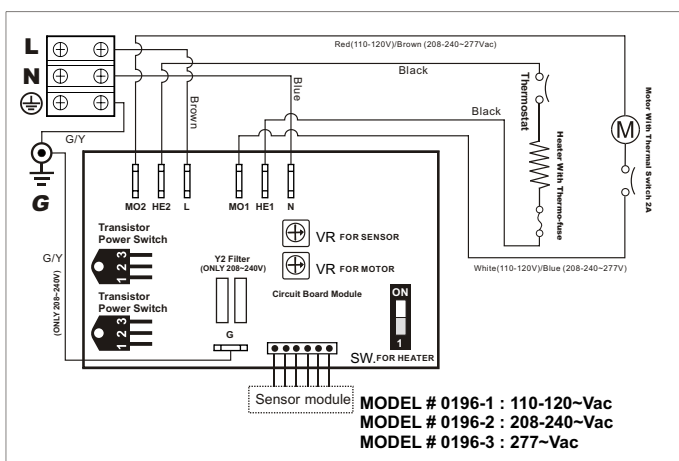 L
N
G
G/Y
Brown
Blue
Red(110-120V)/Brown (208-240~277Vac)
Black
Black
Thermostat
Heater With Thermo-fuse
M
Motor With Thermal Switch 2A
White(110-120V)/Blue (208-240~277V)
MO2 HE2 L MO1 HE1 N
Transistor
Power Switch
1 2 3
Transistor
Power Switch
1 2 3
G/Y
(ONLY 208~240V)
Y2 Filter
(ONLY 208~240V)
G
VR FOR SENSOR
VR FOR MOTOR
Circuit Board Module
ON
1
SW.FOR HEATER
Sensor module
MODEL # 0196-1 : 110-120~Vac
MODEL # 0196-2 : 208-240~Vac
MODEL # 0196-3 : 277~Vac